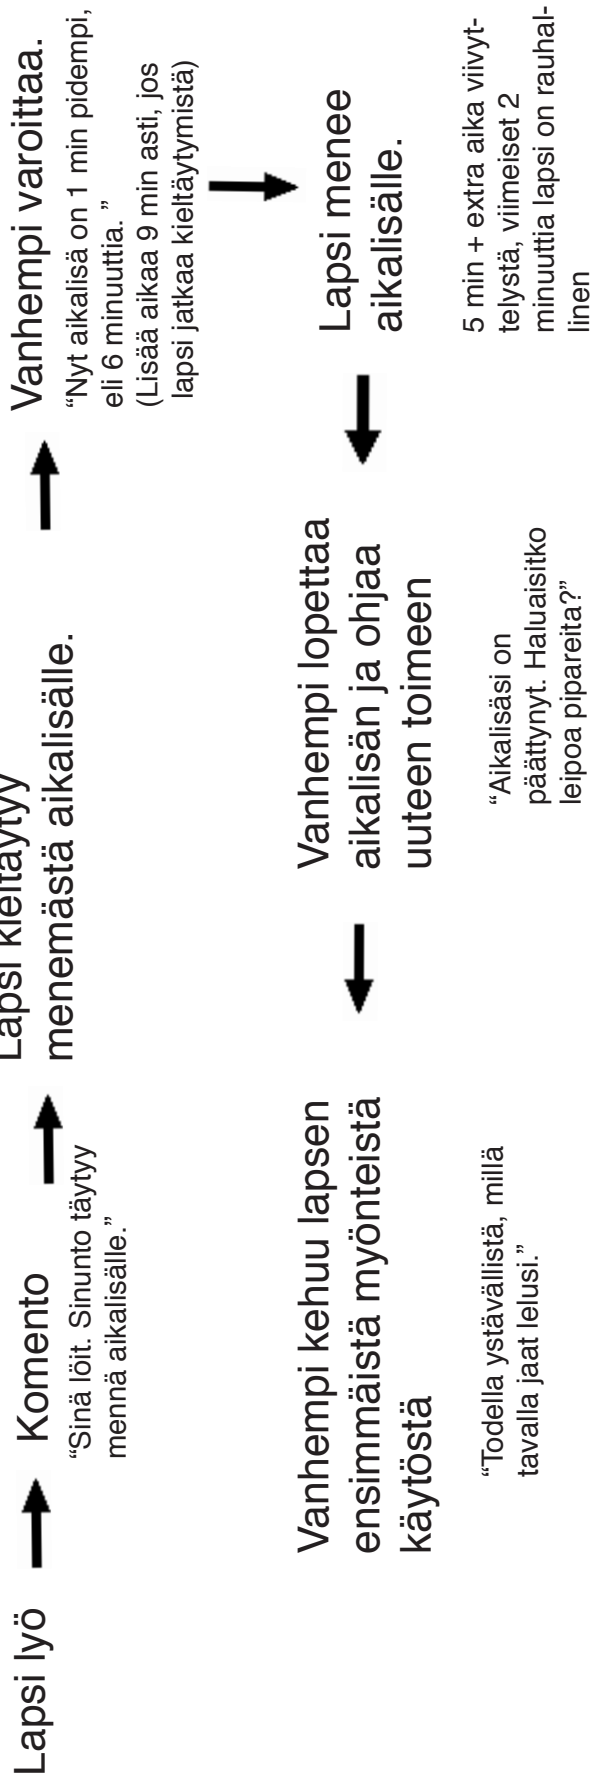 Lapsi lyö
Komento
“Sinä löit. Sinunto täytyy
mennä aikalisälle.”
Lapsi kieltäytyy
menemästä aikalisälle.
Vanhempi varoittaa.
“Nyt aikalisä on 1 min pidempi,
eli 6 minuuttia.”
(Lisää aikaa 9 min asti, jos
lapsi jatkaa kieltäytymistä)
Lapsi menee
aikalisälle.
5 min + extra aika viivyt-
telystä, viimeiset 2
minuuttia lapsi on rauhal-
linen
Vanhempi lopettaa
aikalisän ja ohjaa
uuteen toimeen
“Aikalisäsi on
päättynyt. Haluaisitko
leipoa pipareita?”
Vanhempi kehuu lapsen
ensimmäistä myönteistä
käytöstä
“Todella ystävällistä, millä
tavalla jaat lelusi.”